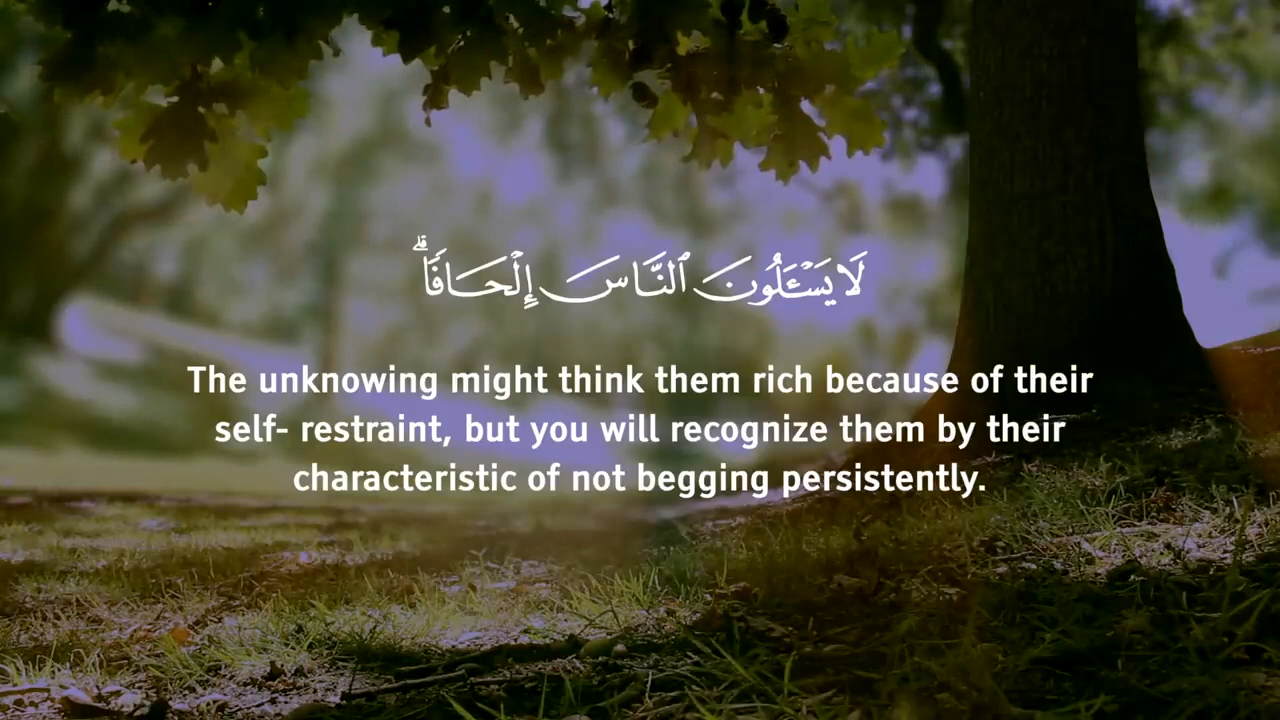 لَا يَسْـَٔلُونَ ٱلنَّاسَ إِلْحَافًا ۗ
The unknowing might think them rich because of their
self- restraint, but you will recognize them by their
characteristic of not begging persistently.